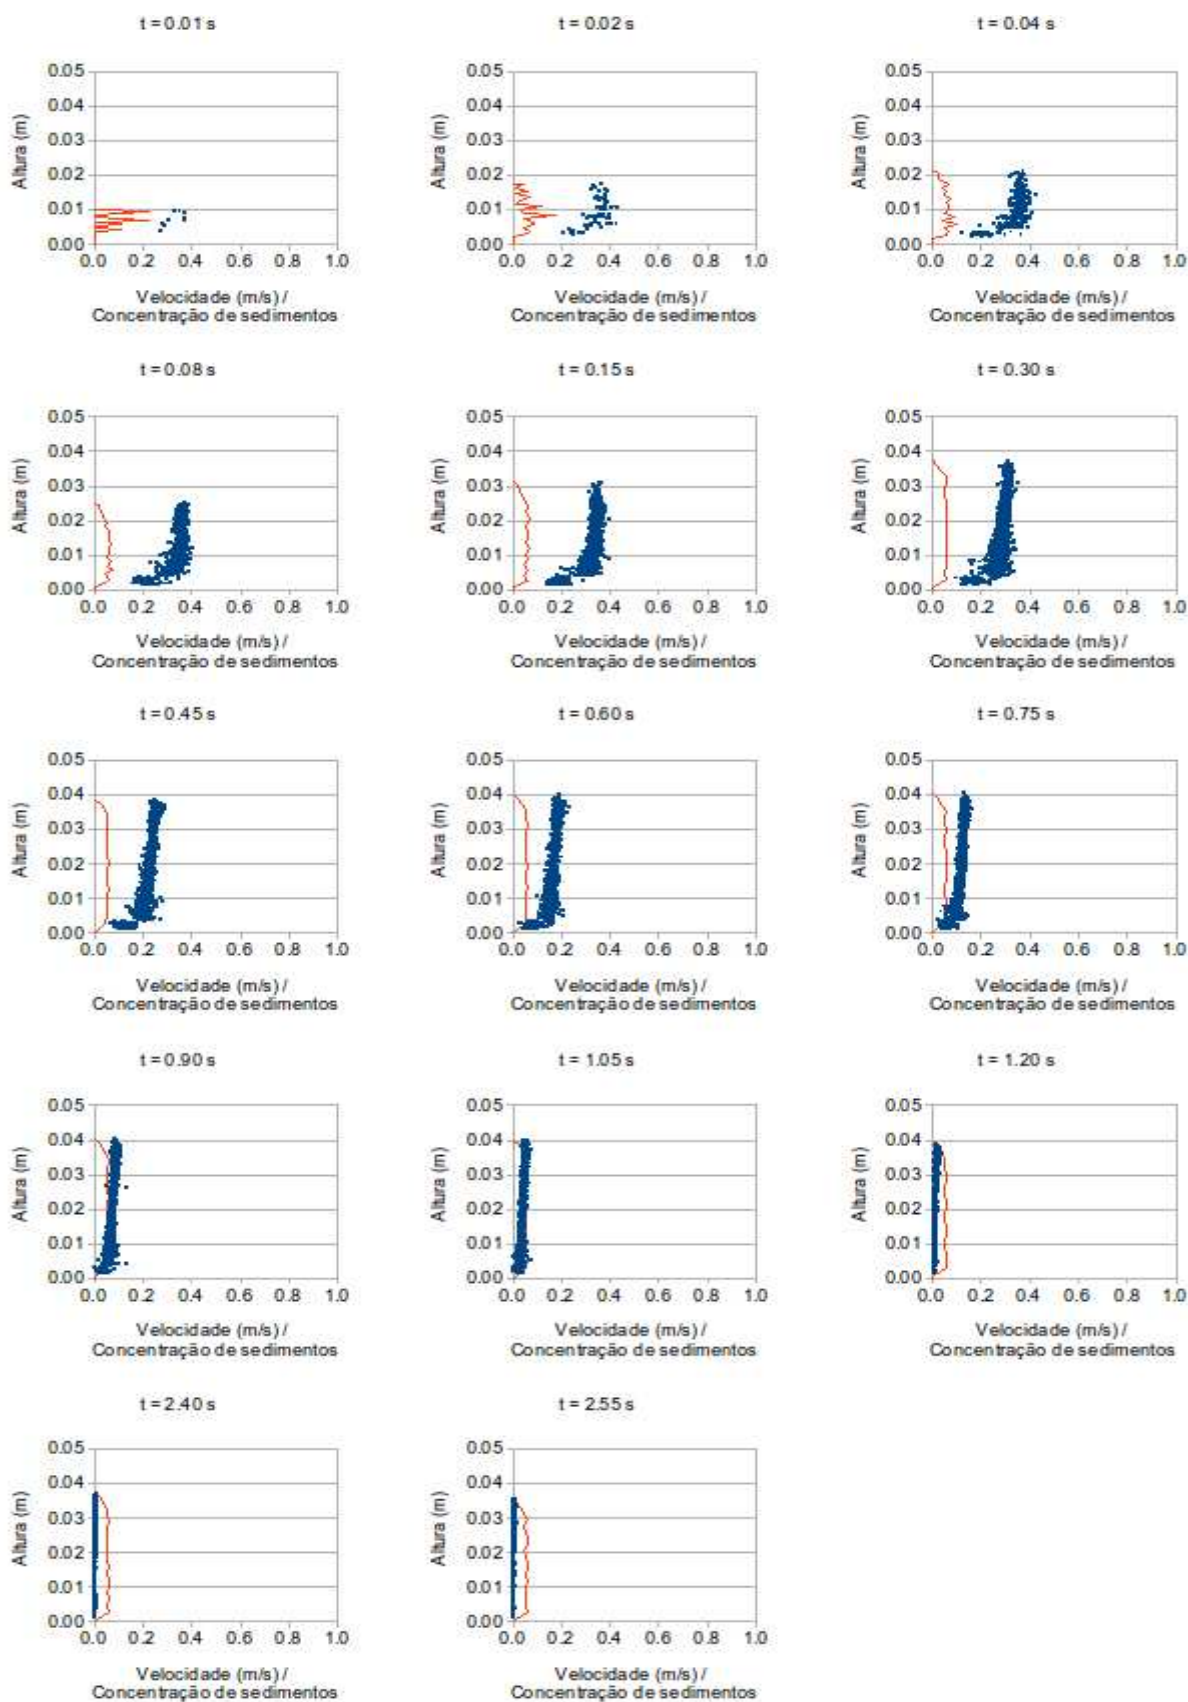 t = 0.01 s
0.05
0.04
0.03
0.02
0.01
0.00
Altura (m)
0.0 0.2 0.4 0.6 0.8 1.0
Velocidade (m/s) /
Concentração de sedimentos
t = 0.02 s
0.05
0.04
0.03
0.02
0.01
0.00
Altura (m)
0.0 0.2 0.4 0.6 0.8 1.0
Velocidade (m/s) /
Concentração de sedimentos
t = 0.04 s
0.05
0.04
0.03
0.02
0.01
0.00
Altura (m)
0.0 0.2 0.4 0.6 0.8 1.0
Velocidade (m/s) /
Concentração de sedimentos
t = 0.08 s
0.05
0.04
0.03
0.02
0.01
0.00
Altura (m)
0.0 0.2 0.4 0.6 0.8 1.0
Velocidade (m/s) /
Concentração de sedimentos
t = 0.15 s
0.05
0.04
0.03
0.02
0.01
0.00
Altura (m)
0.0 0.2 0.4 0.6 0.8 1.0
Velocidade (m/s) /
Concentração de sedimentos
t = 0.30 s
0.05
0.04
0.03
0.02
0.01
0.00
Altura (m)
0.0 0.2 0.4 0.6 0.8 1.0
Velocidade (m/s) /
Concentração de sedimentos
t = 0.45 s
0.05
0.04
0.03
0.02
0.01
0.00
Altura (m)
0.0 0.2 0.4 0.6 0.8 1.0
Velocidade (m/s) /
Concentração de sedimentos
t = 0.60 s
0.05
0.04
0.03
0.02
0.01
0.00
Altura (m)
0.0 0.2 0.4 0.6 0.8 1.0
Velocidade (m/s) /
Concentração de sedimentos
t = 0.75 s
0.05
0.04
0.03
0.02
0.01
0.00
Altura (m)
0.0 0.2 0.4 0.6 0.8 1.0
Velocidade (m/s) /
Concentração de sedimentos
t = 0.90 s
0.05
0.04
0.03
0.02
0.01
0.00
Altura (m)
0.0 0.2 0.4 0.6 0.8 1.0
Velocidade (m/s) /
Concentração de sedimentos
t = 1.05 s
0.05
0.04
0.03
0.02
0.01
0.00
Altura (m)
0.0 0.2 0.4 0.6 0.8 1.0
Velocidade (m/s) /
Concentração de sedimentos
t = 1.20 s
0.05
0.04
0.03
0.02
0.01
0.00
Altura (m)
0.0 0.2 0.4 0.6 0.8 1.0
Velocidade (m/s) /
Concentração de sedimentos
t = 2.40 s
0.05
0.04
0.03
0.02
0.01
0.00
Altura (m)
0.0 0.2 0.4 0.6 0.8 1.0
Velocidade (m/s) /
Concentração de sedimentos
t = 2.55 s
0.05
0.04
0.03
0.02
0.01
0.00
Altura (m)
0.0 0.2 0.4 0.6 0.8 1.0
Velocidade (m/s) /
Concentração de sedimentos